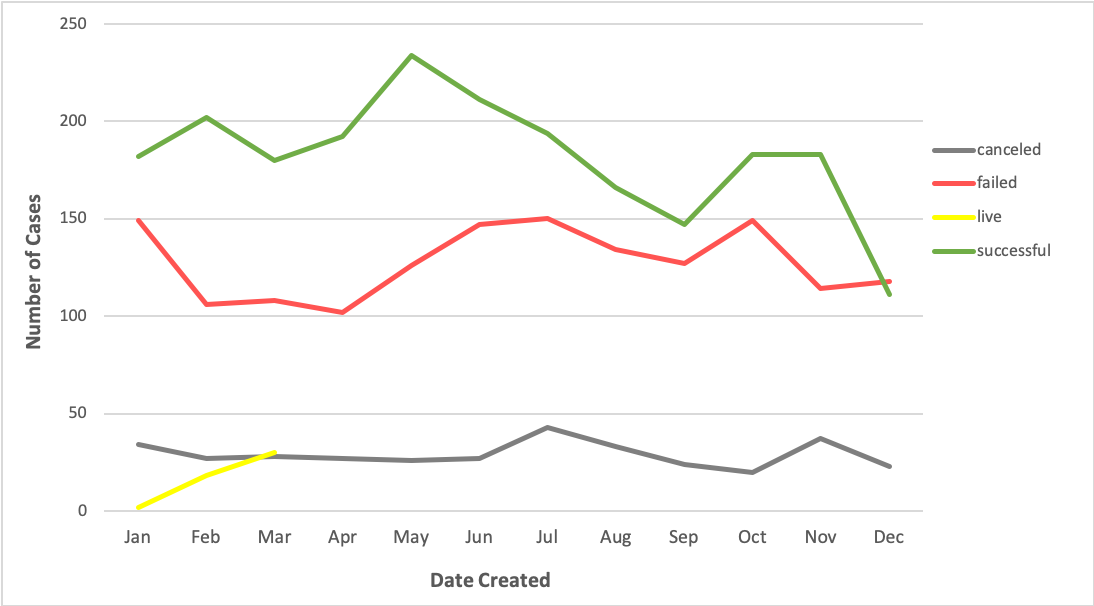 250
200
150
100
50
0
Number of Cases
Jan Feb Mar Apr May Jun Jul Aug Sep Oct Nov Dec
Date Created
canceled
failed
live
successful